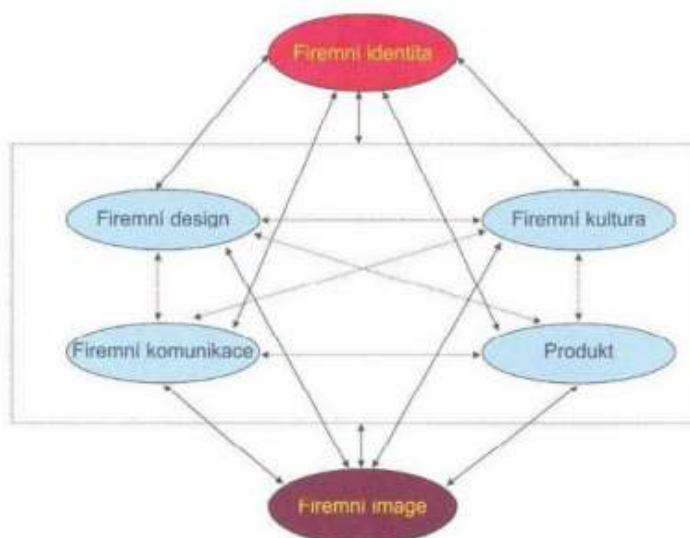 Firemní identita
Firemní design
Firemní kultura
Firemní komunikace
Produkt
Firemní image